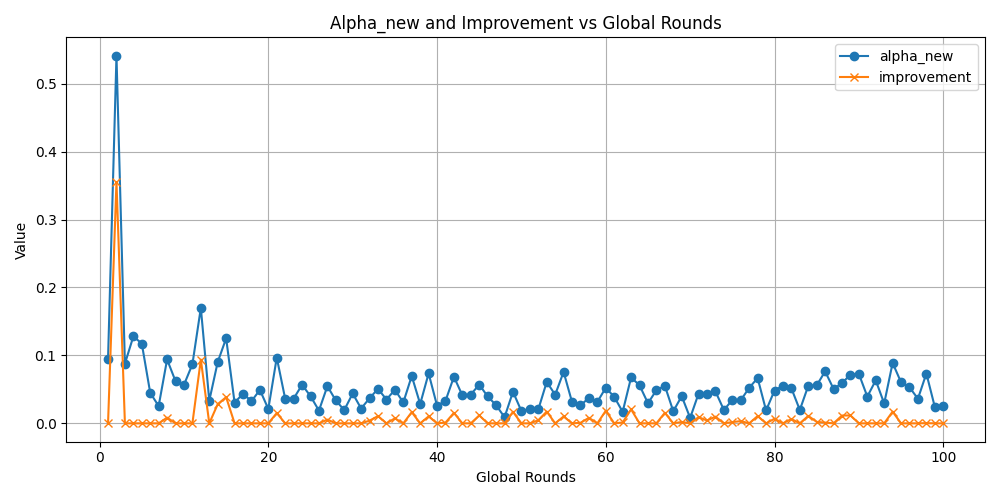 Alpha_new and Improvement vs Global Rounds
alpha_new
improvement
Value
0.5
0.4
0.3
0.2
0.1
0.0
0 20 40 60 80 100
Global Rounds